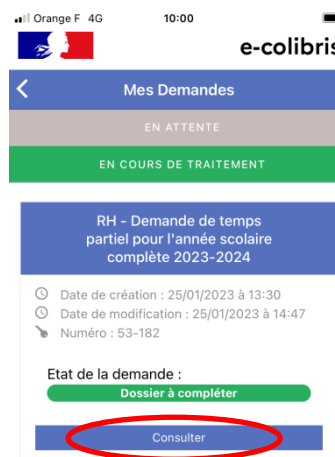 Orange F 4G 10:00
e-colibris
Mes Demandes
EN ATTENTE
EN COURS DE TRAITEMENT
RH - Demande de temps
partiel pour l'année scolaire
complète 2023-2024
Date de création : 25/01/2023 à 13:30
Date de modification : 25/01/2023 à 14:47
Numéro : 53-182
Etat de la demande :
Dossier à compléter
Consulter